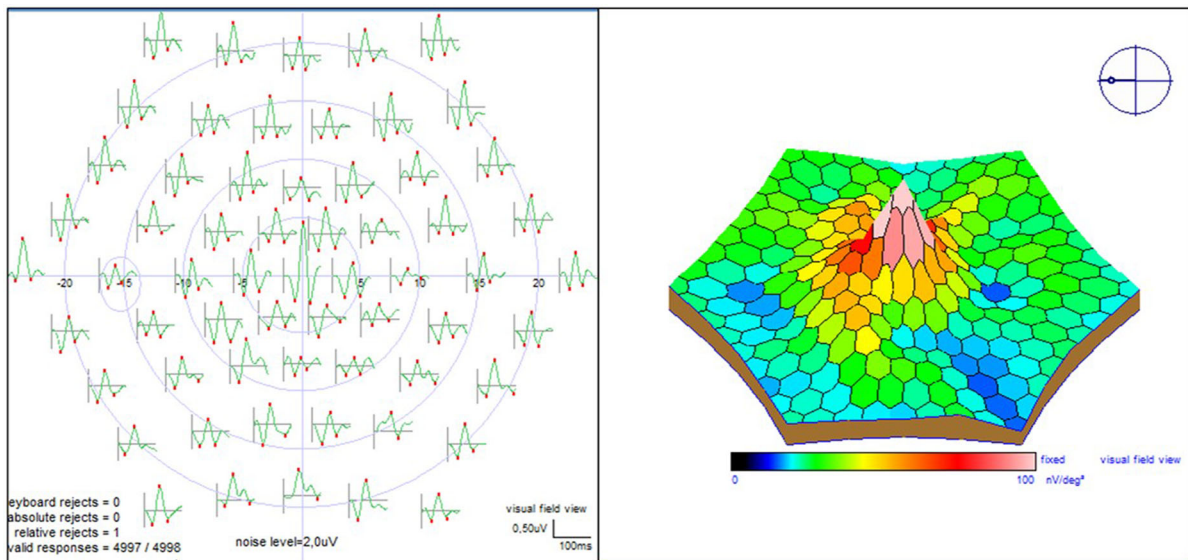 -20 -15 -10 -5 5 10 15 20
eyboard rejects = 0
absolute rejects = 0
relative rejects = 1
valid responses = 4997 / 4998
noise level=2,0uV
visual field view
0,50uV
100ms
fixed visual field view
0 100 nV/deg²